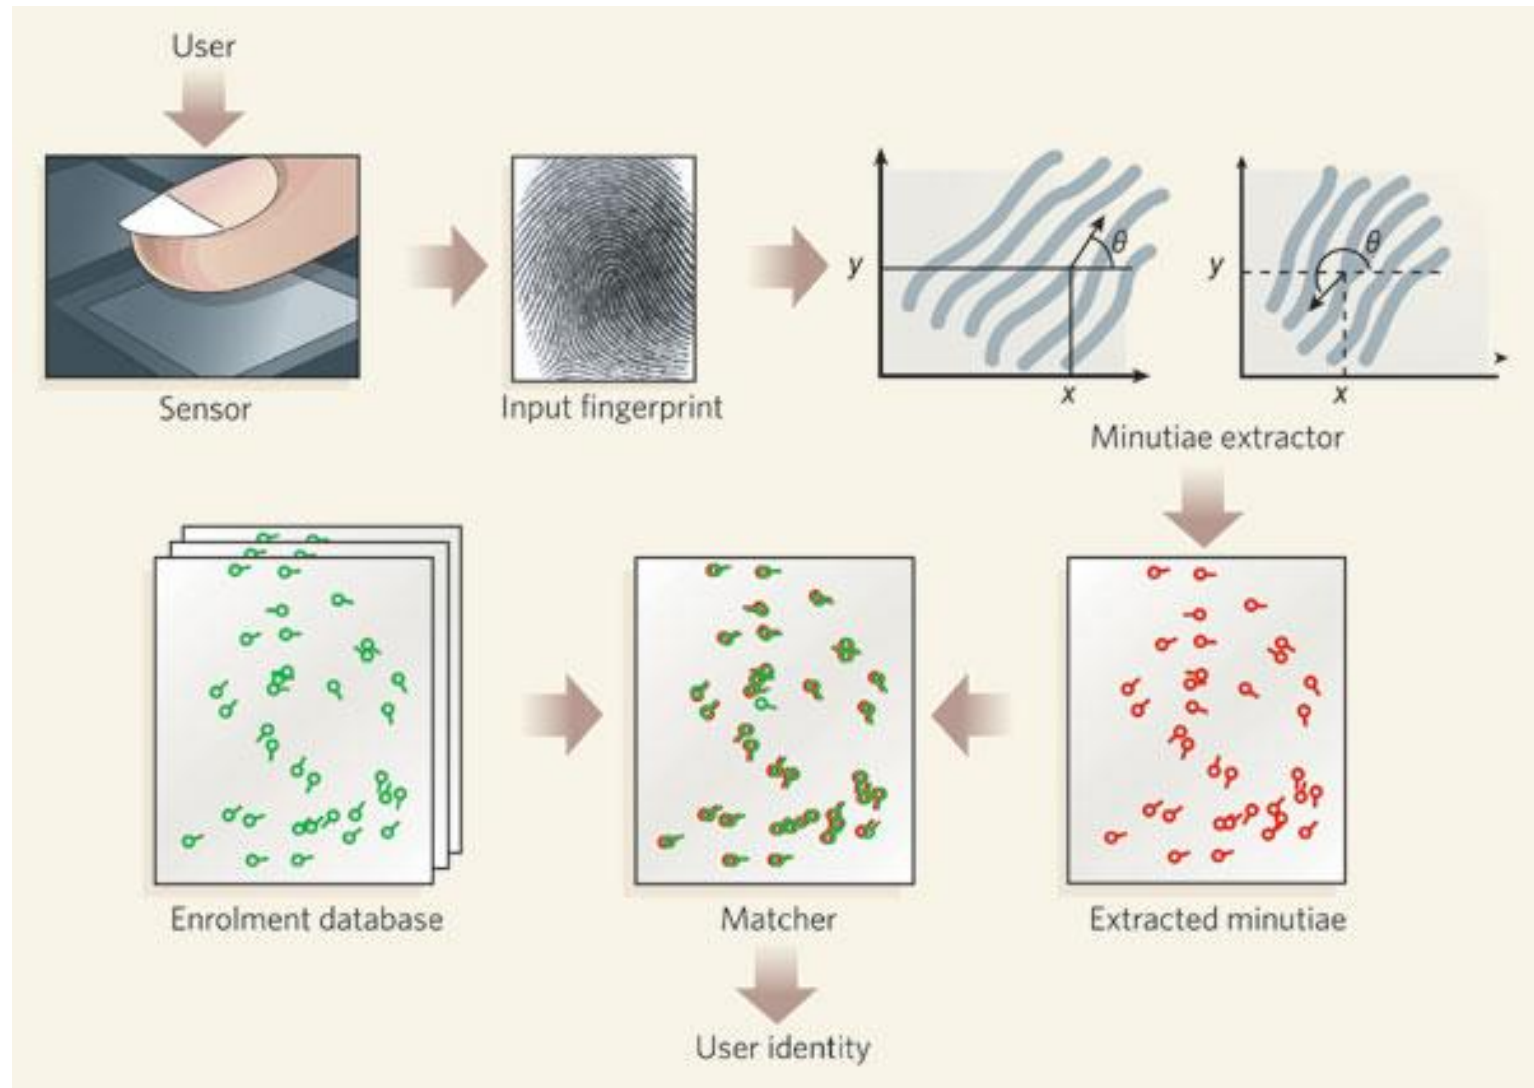 User
Sensor
Input fingerprint
y
θ
x
y
θ
x
Minutiae extractor
Enrolment database
Matcher
Extracted minutiae
User identity